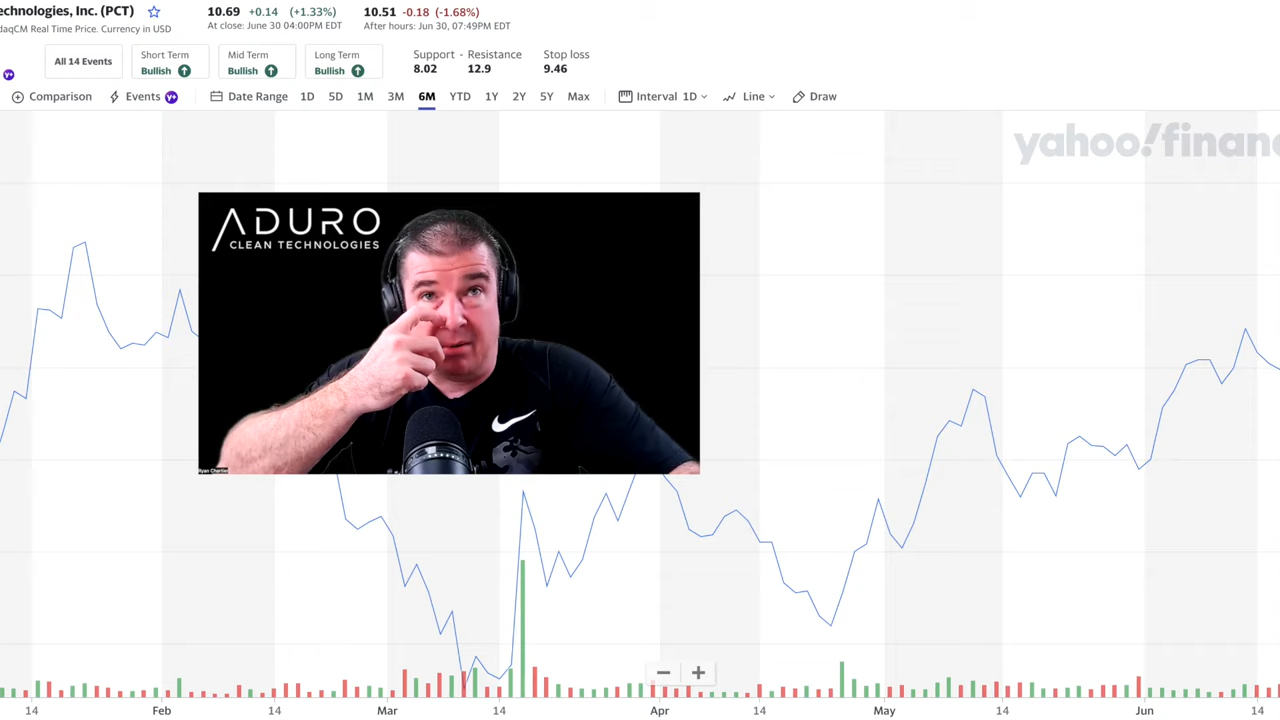 echnologies, Inc. (PCT)
daqCM Real Time Price. Currency in USD
10.69 +0.14 (+1.33%)
At close: June 30 04:00PM EDT
10.51 -0.18 (-1.68%)
After hours: Jun 30, 07:49PM EDT
y+
All 14 Events
Short Term
Bullish
Mid Term
Bullish
Long Term
Bullish
Support - Resistance
8.02 12.9
Stop loss
9.46
Comparison Events y+ Date Range 1D 5D 1M 3M 6M YTD 1Y 2Y 5Y Max Interval 1D Line Draw
yahoo!financ
ADURO
CLEAN TECHNOLOGIES
Ryan Chartier
14 Feb 14 Mar 14 Apr 14 May 14 Jun 14